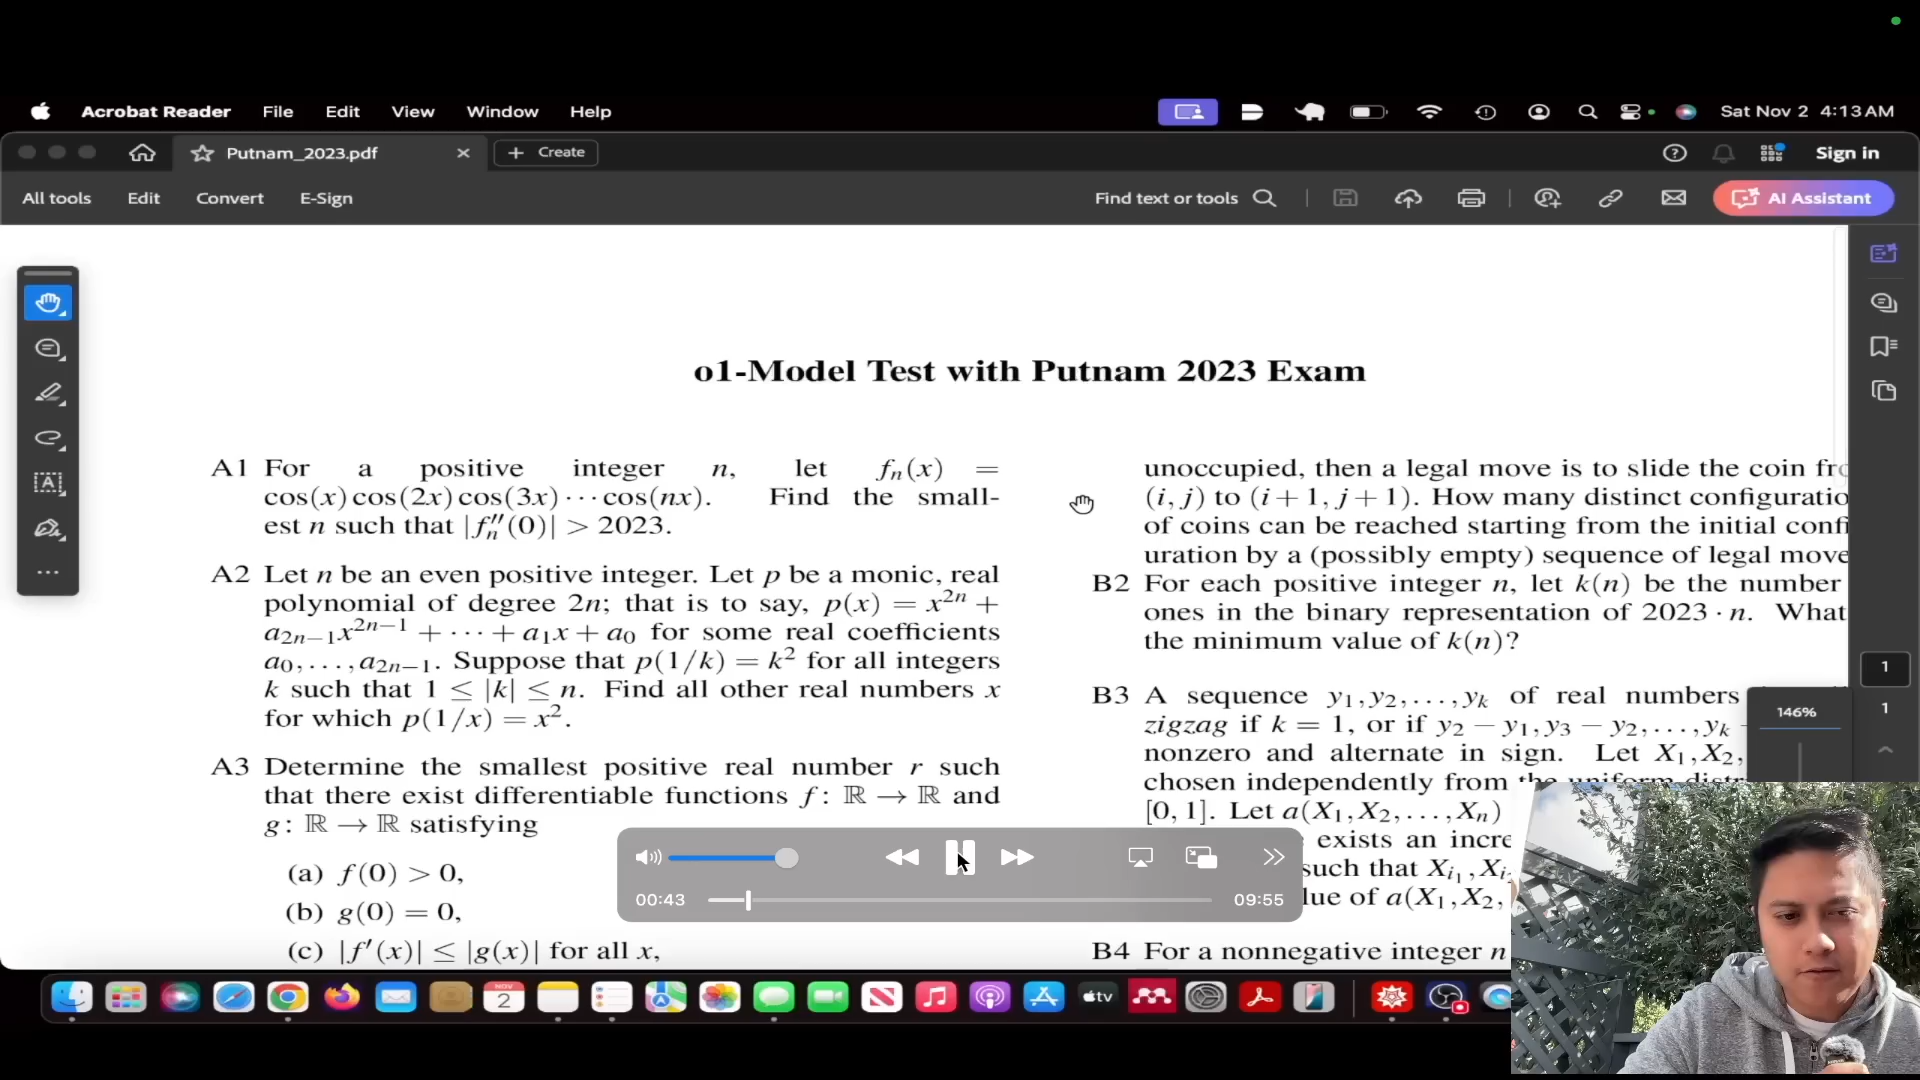 Acrobat Reader File Edit View Window Help Sat Nov 2 4:13 AM
Putnam_2023.pdf Create Sign in
All tools Edit Convert E-Sign Find text or tools AI Assistant
o1-Model Test with Putnam 2023 Exam
A1 For a positive integer n, let fₙ(x) =
cos(x) cos(2x) cos(3x) ⋯ cos(nx). Find the small-
est n such that |fₙ″(0)| > 2023.
A2 Let n be an even positive integer. Let p be a monic, real
polynomial of degree 2n; that is to say, p(x) = x²ⁿ +
a₂ₙ₋₁x²ⁿ⁻¹ + ⋯ + a₁x + a₀ for some real coefficients
a₀, …, a₂ₙ₋₁. Suppose that p(1/k) = k² for all integers
k such that 1 ≤ |k| ≤ n. Find all other real numbers x
for which p(1/x) = x².
A3 Determine the smallest positive real number r such
that there exist differentiable functions f: ℝ → ℝ and
g: ℝ → ℝ satisfying
(a) f(0) > 0,
(b) g(0) = 0,
(c) |f′(x)| ≤ |g(x)| for all x,
unoccupied, then a legal move is to slide the coin fro
(i, j) to (i+1, j+1). How many distinct configuratio
of coins can be reached starting from the initial confi
uration by a (possibly empty) sequence of legal move
B2 For each positive integer n, let k(n) be the number
ones in the binary representation of 2023 · n. What
the minimum value of k(n)?
B3 A sequence y₁, y₂, …, yₖ of real numbers
zigzag if k = 1, or if y₂ − y₁, y₃ − y₂, …, yₖ −
nonzero and alternate in sign. Let X₁, X₂,
chosen independently from the uniform distr
[0, 1]. Let a(X₁, X₂, …, Xₙ)
exists an incre
such that Xᵢ₁, Xᵢ
lue of a(X₁, X₂,
B4 For a nonnegative integer n
1
146%
1
00:43 09:55
NOV
2
tv